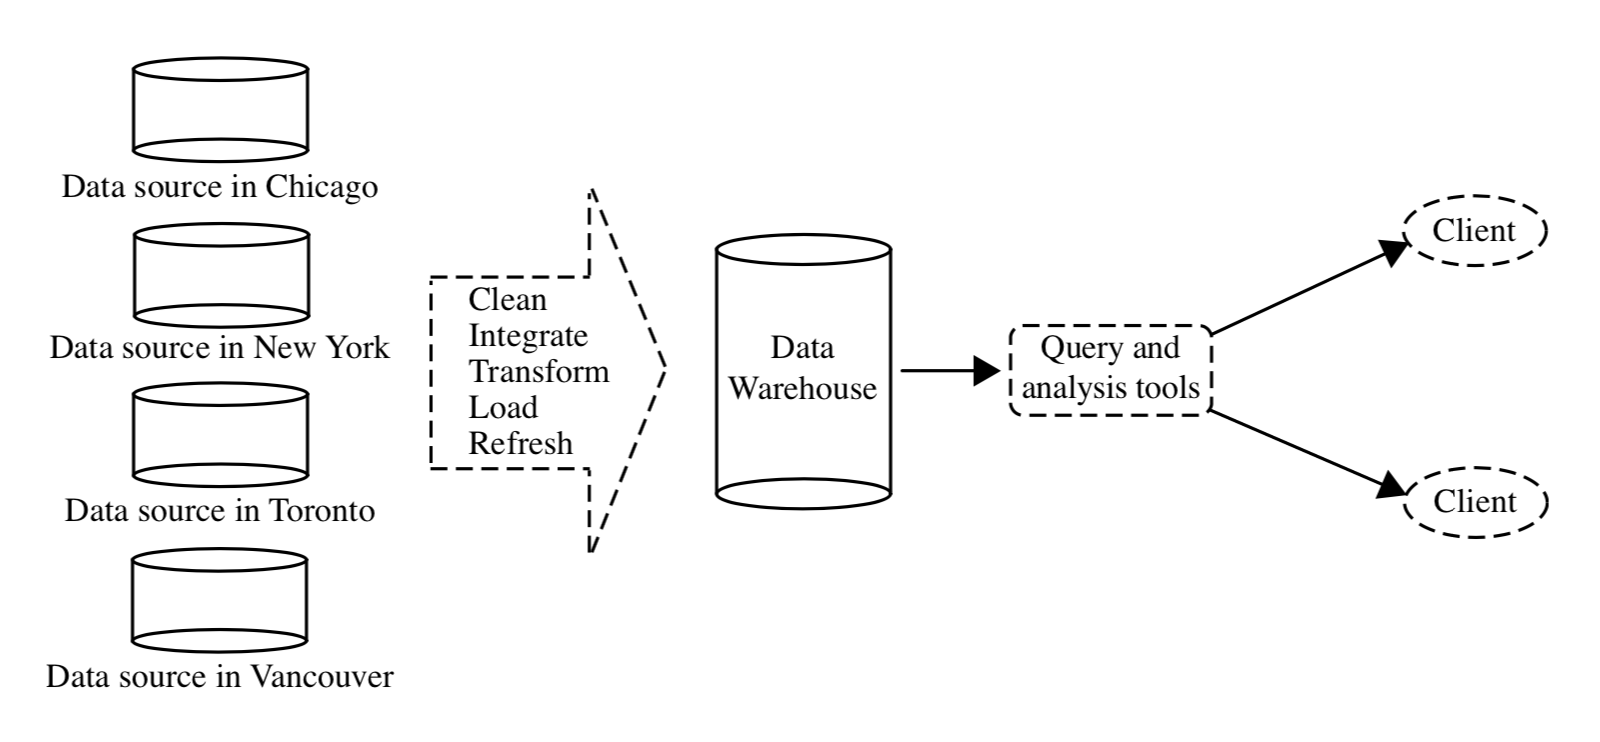 Data source in Chicago
Data source in New York
Data source in Toronto
Data source in Vancouver
Clean
Integrate
Transform
Load
Refresh
Data
Warehouse
Query and
analysis tools
Client
Client